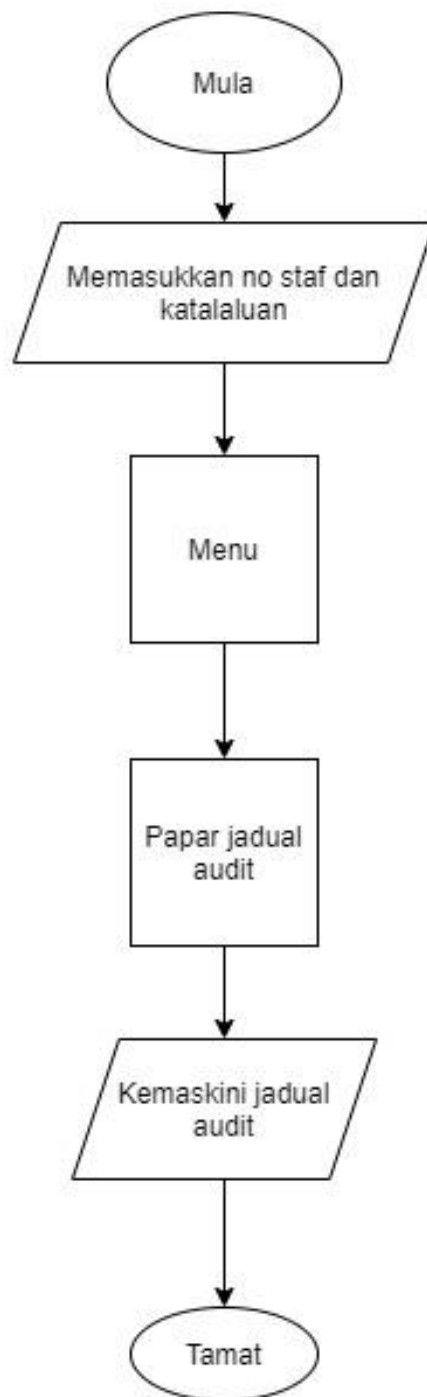 Mula
Memasukkan no staf dan
katalaluan
Menu
Papar jadual
audit
Kemaskini jadual
audit
Tamat